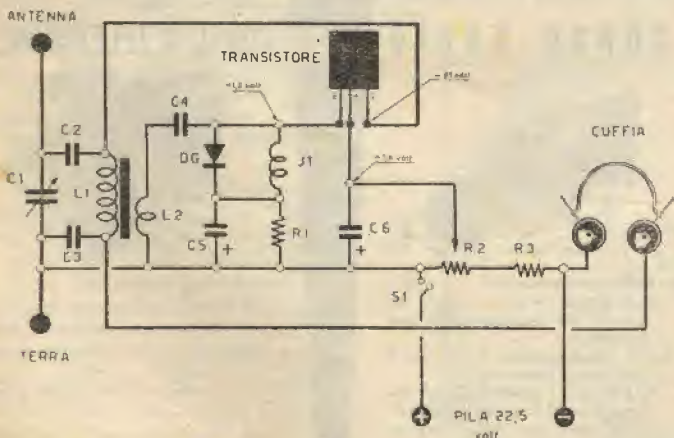 ANTENNA
TRANSISTORE
C4
CUFFIA
C2
DG
J1
C1
L1
L2
C3
C5
+
R1
C6
+
R2
R3
S1
TERRA
+ PILA 22,5 -
volt